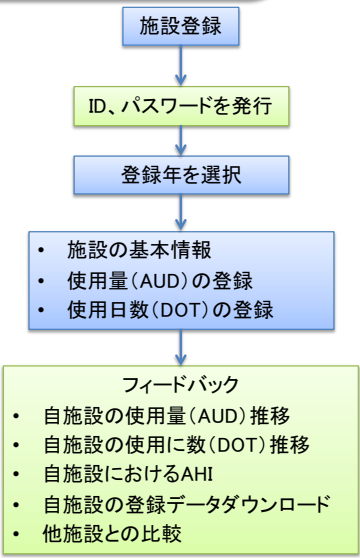 施設登録
ID、パスワードを発行
登録年を選択
• 施設の基本情報
• 使用量（AUD）の登録
• 使用日数（DOT）の登録
フィードバック
• 自施設の使用量（AUD）推移
• 自施設の使用に数（DOT）推移
• 自施設におけるAHI
• 自施設の登録データダウンロード
• 他施設との比較